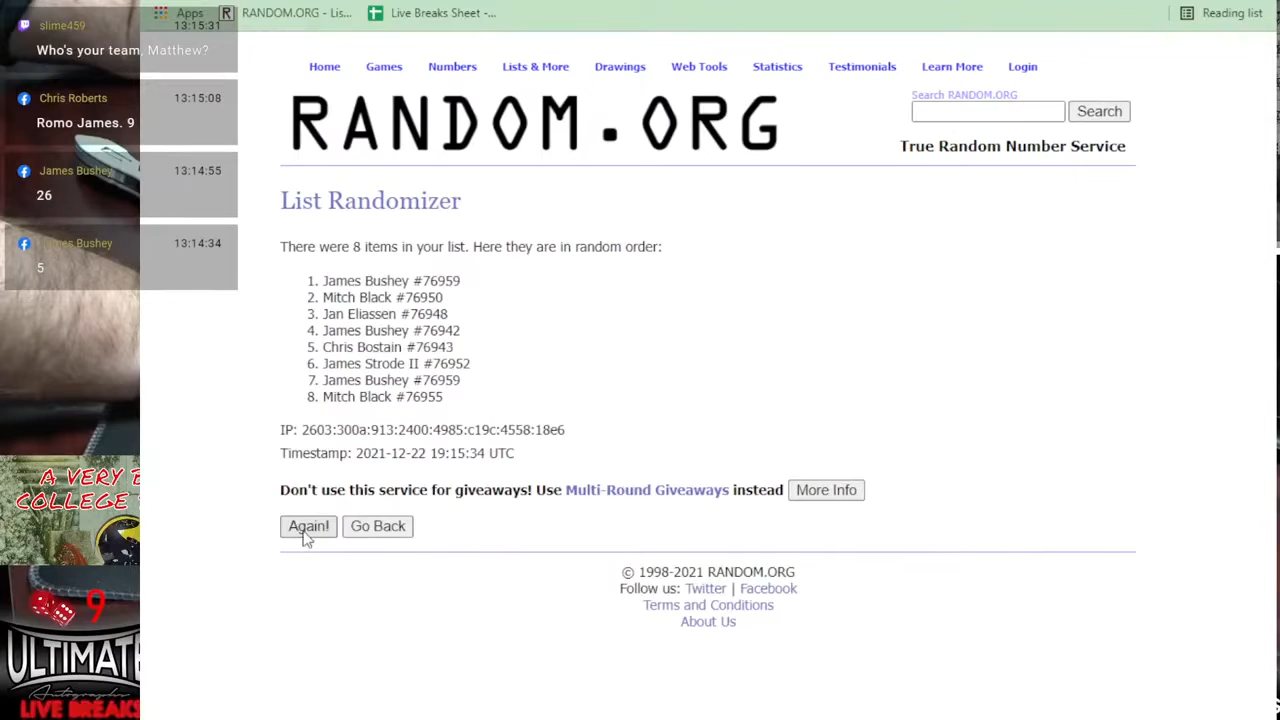 slime459 13:15:31
Who's your team, Matthew?
Chris Roberts 13:15:08
Romo James. 9
James Bushey 13:14:55
26
James Bushey 13:14:34
5
A VERY
COLLEGE
9
ULTIMATE
Autographs
LIVE BREAKS
Apps RANDOM.ORG - Lis... Live Breaks Sheet -... Reading list
Home Games Numbers Lists & More Drawings Web Tools Statistics Testimonials Learn More Login
RANDOM.ORG
Search RANDOM.ORG
Search
True Random Number Service
List Randomizer
There were 8 items in your list. Here they are in random order:
1. James Bushey #76959
2. Mitch Black #76950
3. Jan Eliassen #76948
4. James Bushey #76942
5. Chris Bostain #76943
6. James Strode II #76952
7. James Bushey #76959
8. Mitch Black #76955
IP: 2603:300a:913:2400:4985:c19c:4558:18e6
Timestamp: 2021-12-22 19:15:34 UTC
Don't use this service for giveaways! Use Multi-Round Giveaways instead More Info
Again! Go Back
© 1998-2021 RANDOM.ORG
Follow us: Twitter | Facebook
Terms and Conditions
About Us